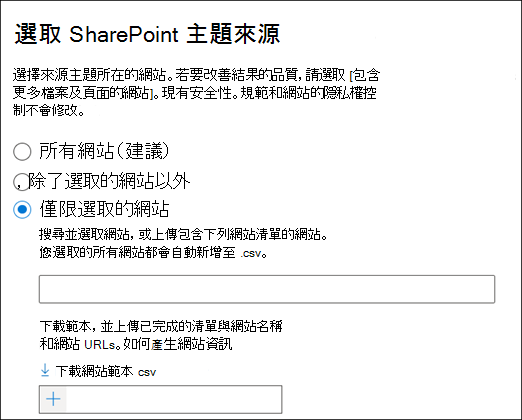 選取 SharePoint 主題來源
選擇來源主題所在的網站。若要改善結果的品質,請選取 [包含
更多檔案及頁面的網站]。現有安全性。規範和網站的隱私權控
制不會修改。
所有網站(建議)
,除了選取的網站以外
僅限選取的網站
搜尋並選取網站,或上傳包含下列網站清單的網站。
您選取的所有網站都會自動新增至 .csv。
下載範本,並上傳已完成的清單與網站名稱
和網站 URLs。如何產生網站資訊
下載網站範本 csv